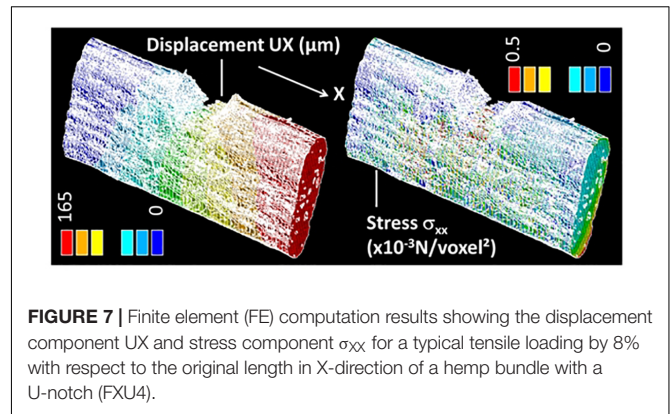 Displacement UX (µm)
X
0.5
0
165
0
Stress σxx
(x10-³N/voxel²)
FIGURE 7 | Finite element (FE) computation results showing the displacement
component UX and stress component σXX for a typical tensile loading by 8%
with respect to the original length in X-direction of a hemp bundle with a
U-notch (FXU4).